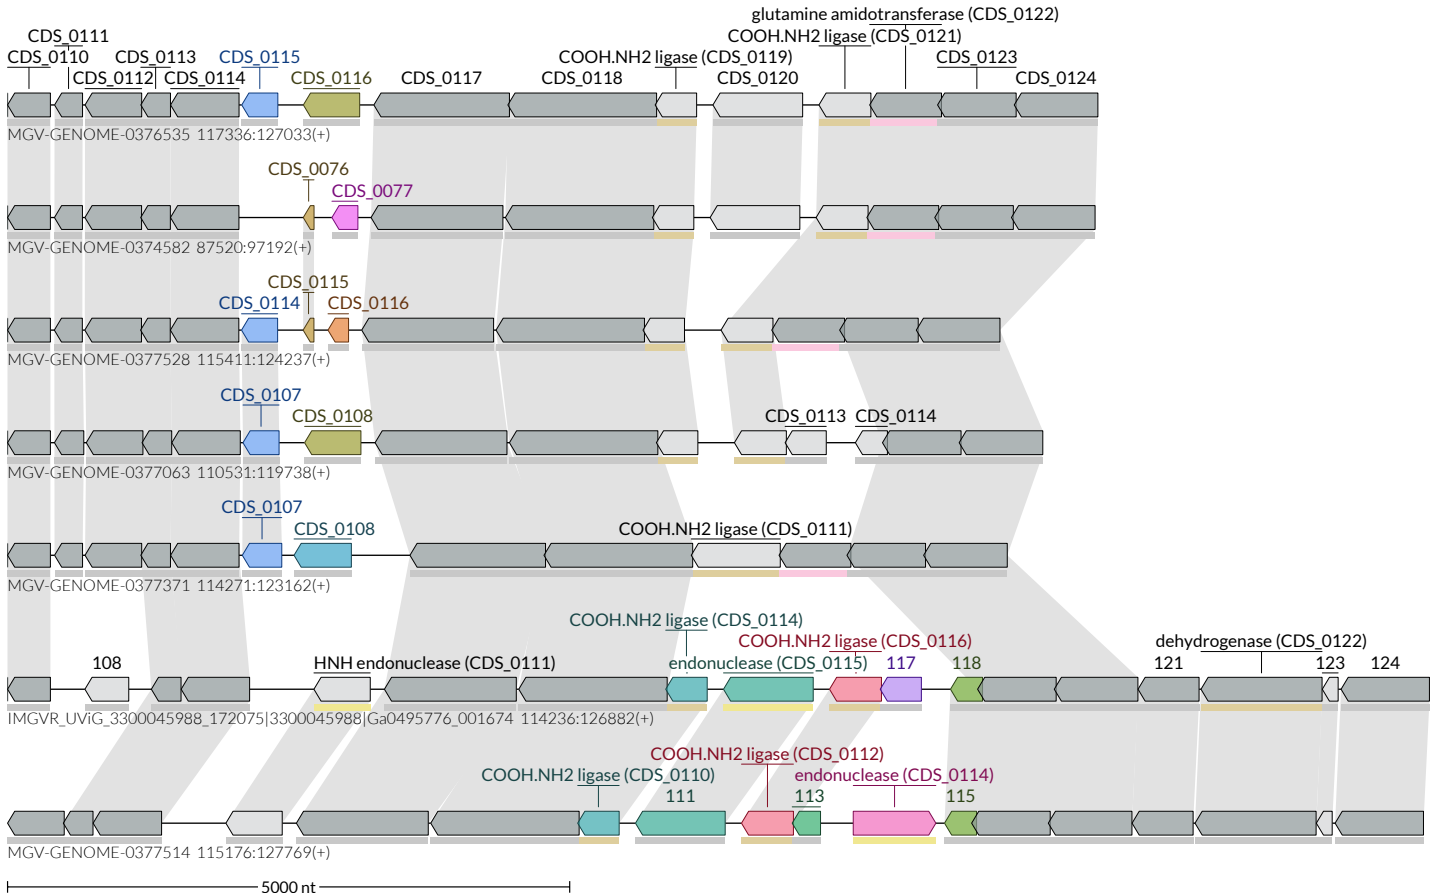 glutamine amidotransferase (CDS_0122)
CDS_0111 COOH.NH2 ligase (CDS_0121)
CDS_0110 CDS_0113 CDS_0115 COOH.NH2 ligase (CDS_0119) CDS_0123
CDS_0112 CDS_0114 CDS_0116 CDS_0117 CDS_0118 CDS_0120 CDS_0124
MGV-GENOME-0376535 117336:127033(+)
CDS_0076
CDS_0077
MGV-GENOME-0374582 87520:97192(+)
CDS_0115
CDS_0114 CDS_0116
MGV-GENOME-0377528 115411:124237(+)
CDS_0107
CDS_0108 CDS_0113 CDS_0114
MGV-GENOME-0377063 110531:119738(+)
CDS_0107
CDS_0108 COOH.NH2 ligase (CDS_0111)
MGV-GENOME-0377371 114271:123162(+)
COOH.NH2 ligase (CDS_0114)
COOH.NH2 ligase (CDS_0116) dehydrogenase (CDS_0122)
108 HNH endonuclease (CDS_0111) endonuclease (CDS_0115) 117 118 121 123 124
IMGVR_UViG_3300045988_172075|3300045988|Ga0495776_001674 114236:126882(+)
COOH.NH2 ligase (CDS_0112)
COOH.NH2 ligase (CDS_0110) endonuclease (CDS_0114)
111 113 115
MGV-GENOME-0377514 115176:127769(+)
5000 nt